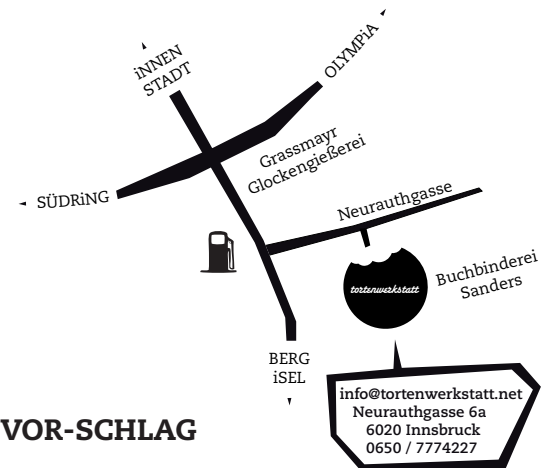 iNNEN
STADT
OLYMPiA
Grassmayr
Glockengießerei
SÜDRiNG
Neurauthgasse
tortenwerkstatt
Buchbinderei
Sanders
BERG
iSEL
info@tortenwerkstatt.net
Neurauthgasse 6a
6020 Innsbruck
0650 / 7774227
VOR-SCHLAG